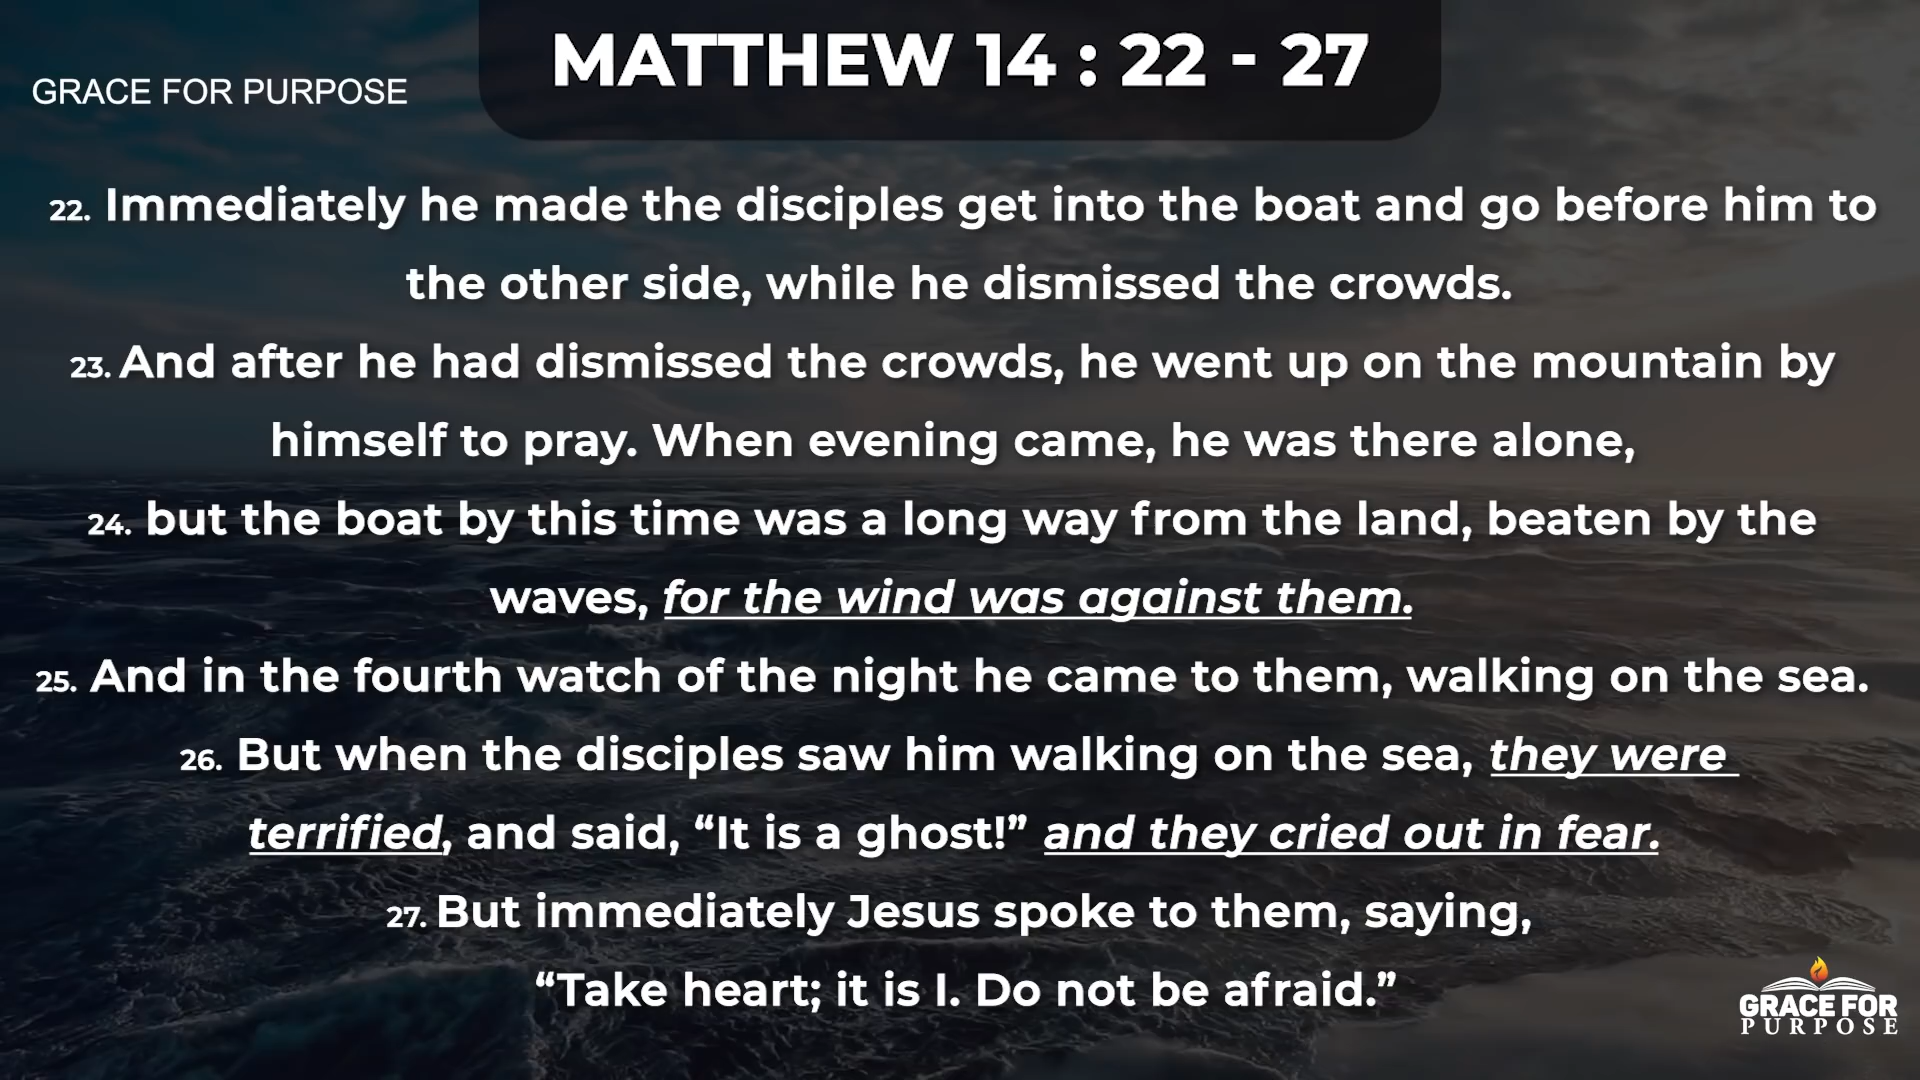 MATTHEW 14 : 22 - 27
GRACE FOR PURPOSE
22. Immediately he made the disciples get into the boat and go before him to
the other side, while he dismissed the crowds.
23. And after he had dismissed the crowds, he went up on the mountain by
himself to pray. When evening came, he was there alone,
24. but the boat by this time was a long way from the land, beaten by the
waves, for the wind was against them.
25. And in the fourth watch of the night he came to them, walking on the sea.
26. But when the disciples saw him walking on the sea, they were
terrified, and said, “It is a ghost!” and they cried out in fear.
27. But immediately Jesus spoke to them, saying,
“Take heart; it is I. Do not be afraid.”
GRACE FOR
PURPOSE